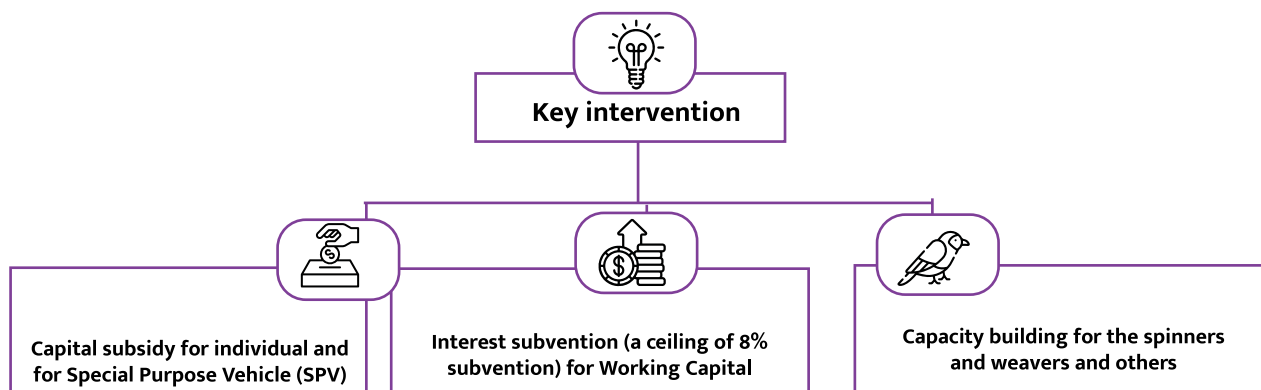 Key intervention
Capital subsidy for individual and
for Special Purpose Vehicle (SPV)
Interest subvention (a ceiling of 8%
subvention) for Working Capital
Capacity building for the spinners
and weavers and others